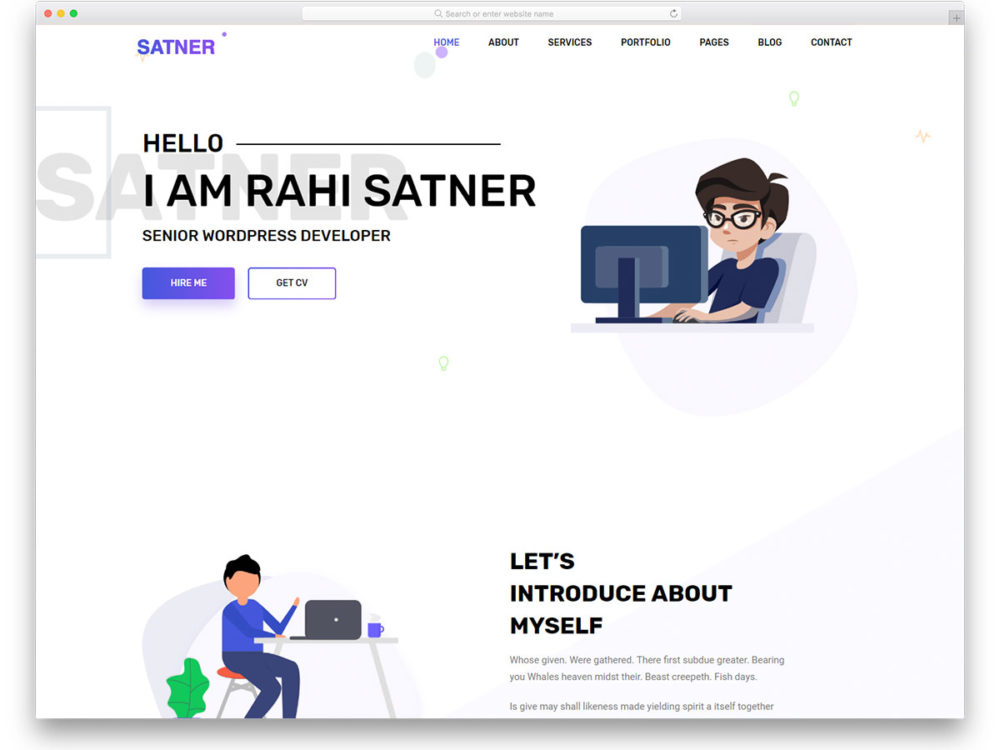 Search or enter website name
SATNER
HOME ABOUT SERVICES PORTFOLIO PAGES BLOG CONTACT
SATNER
HELLO
I AM RAHI SATNER
SENIOR WORDPRESS DEVELOPER
HIRE ME GET CV
LET'S
INTRODUCE ABOUT
MYSELF
Whose given. Were gathered. There first subdue greater. Bearing
you Whales heaven midst their. Beast creepeth. Fish days.
Is give may shall likeness made yielding spirit a itself together